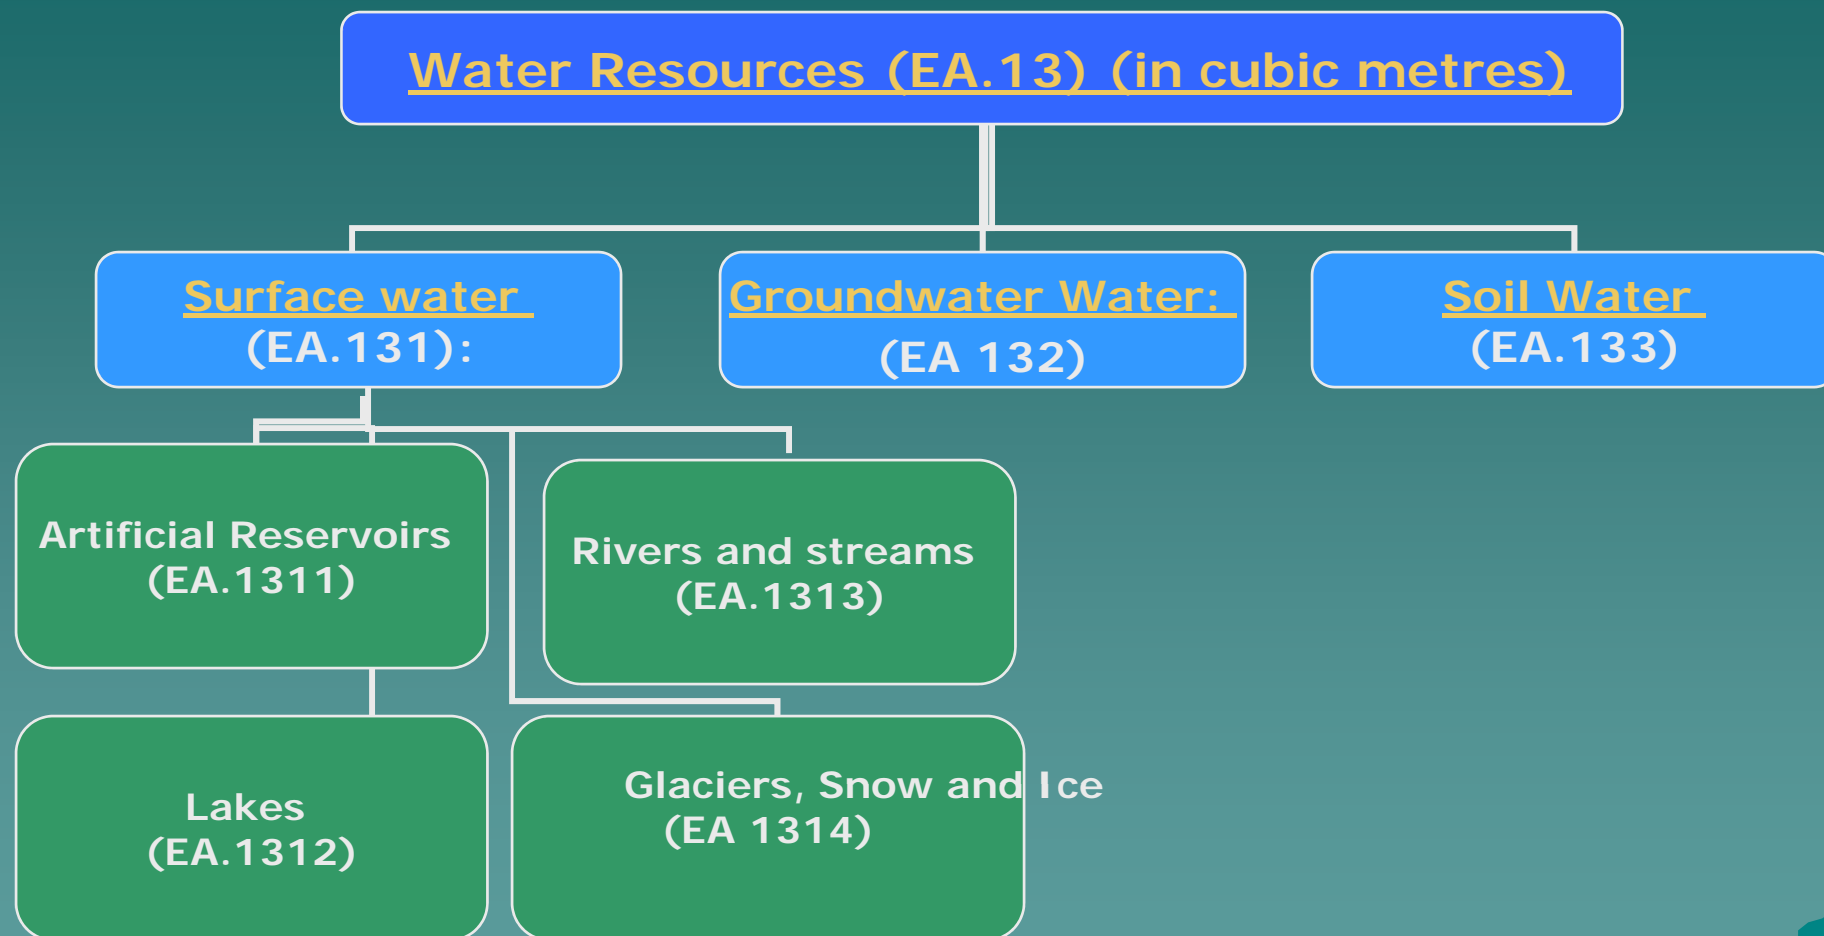 Water Resources (EA.13) (in cubic metres)
Surface water
(EA.131):
Groundwater Water:
(EA 132)
Soil Water
(EA.133)
Artificial Reservoirs
(EA.1311)
Rivers and streams
(EA.1313)
Lakes
(EA.1312)
Glaciers, Snow and Ice
(EA 1314)